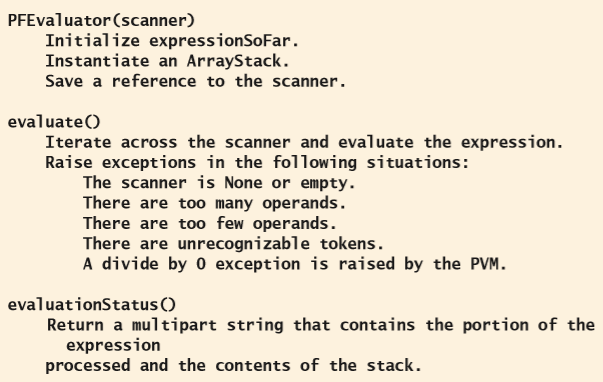 PFEvaluator(scanner)
Initialize expressionSoFar.
Instantiate an ArrayStack.
Save a reference to the scanner.
evaluate()
Iterate across the scanner and evaluate the expression.
Raise exceptions in the following situations:
The scanner is None or empty.
There are too many operands.
There are too few operands.
There are unrecognizable tokens.
A divide by 0 exception is raised by the PVM.
evaluationStatus()
Return a multipart string that contains the portion of the
expression
processed and the contents of the stack.